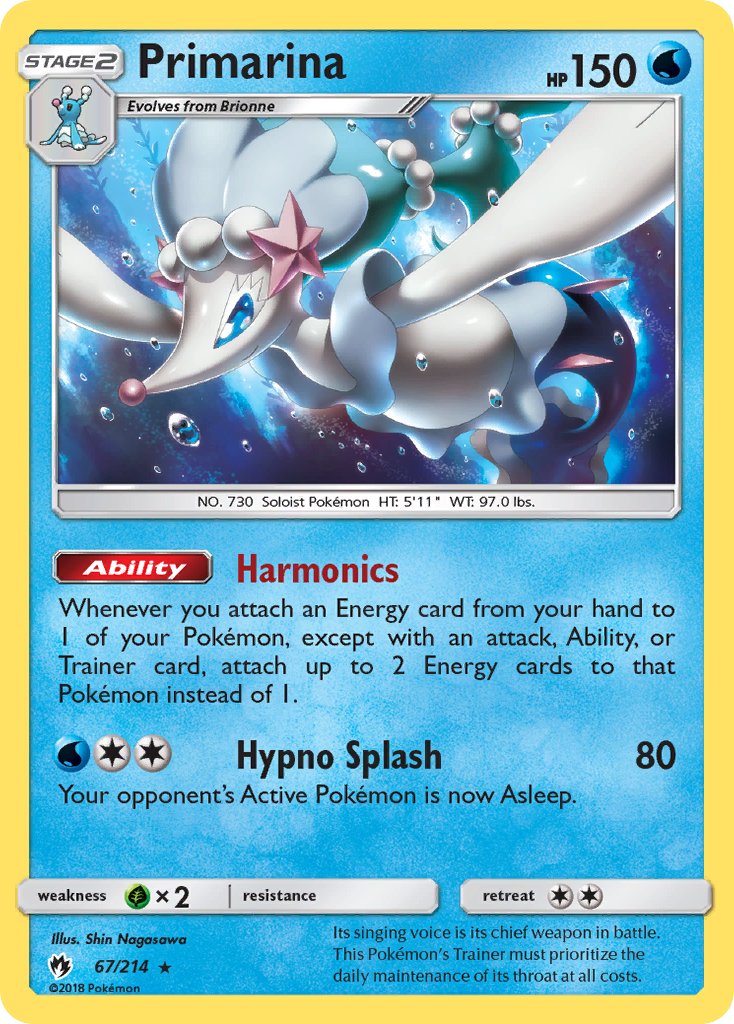 STAGE2
Primarina
HP150
Evolves from Brionne
NO. 730 Soloist Pokémon HT: 5'11" WT: 97.0 lbs.
Ability Harmonics
Whenever you attach an Energy card from your hand to
1 of your Pokémon, except with an attack, Ability, or
Trainer card, attach up to 2 Energy cards to that
Pokémon instead of 1.
Hypno Splash 80
Your opponent's Active Pokémon is now Asleep.
weakness ×2 resistance retreat
Illus. Shin Nagasawa
67/214 ★
©2018 Pokémon
Its singing voice is its chief weapon in battle.
This Pokémon's Trainer must prioritize the
daily maintenance of its throat at all costs.